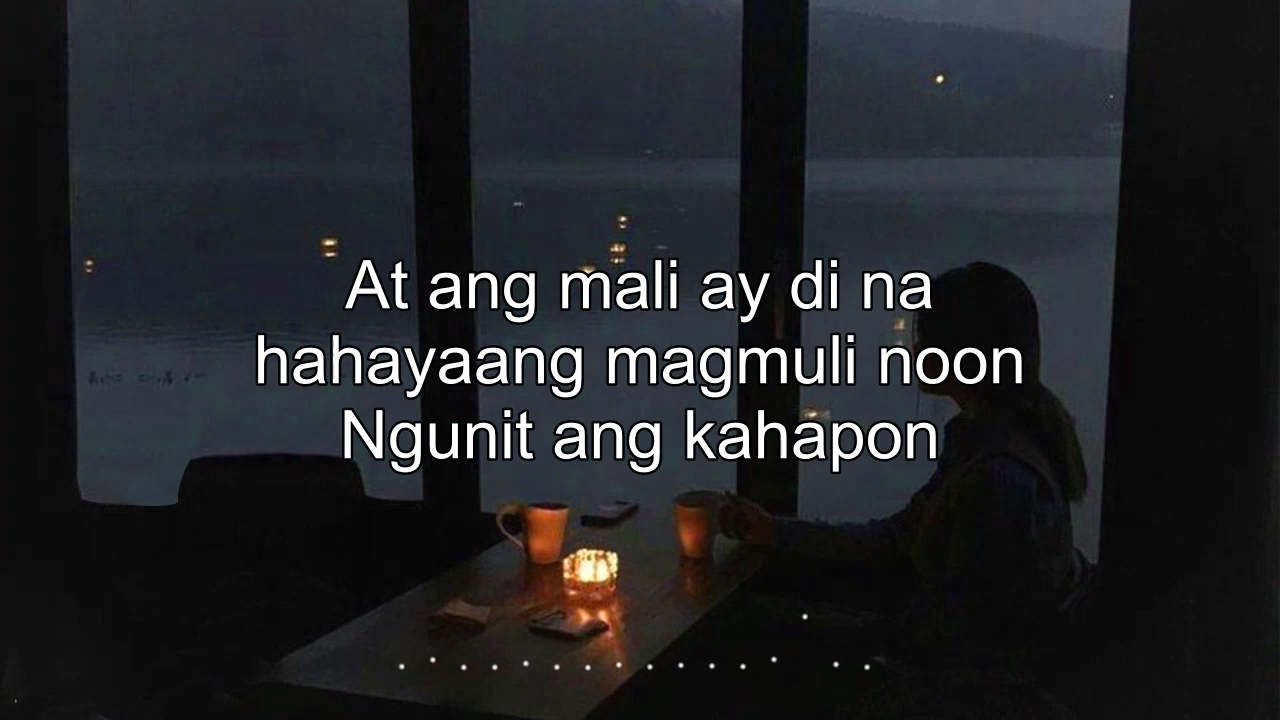 At ang mali ay di na
hahayaang magmuli noon
Ngunit ang kahapon